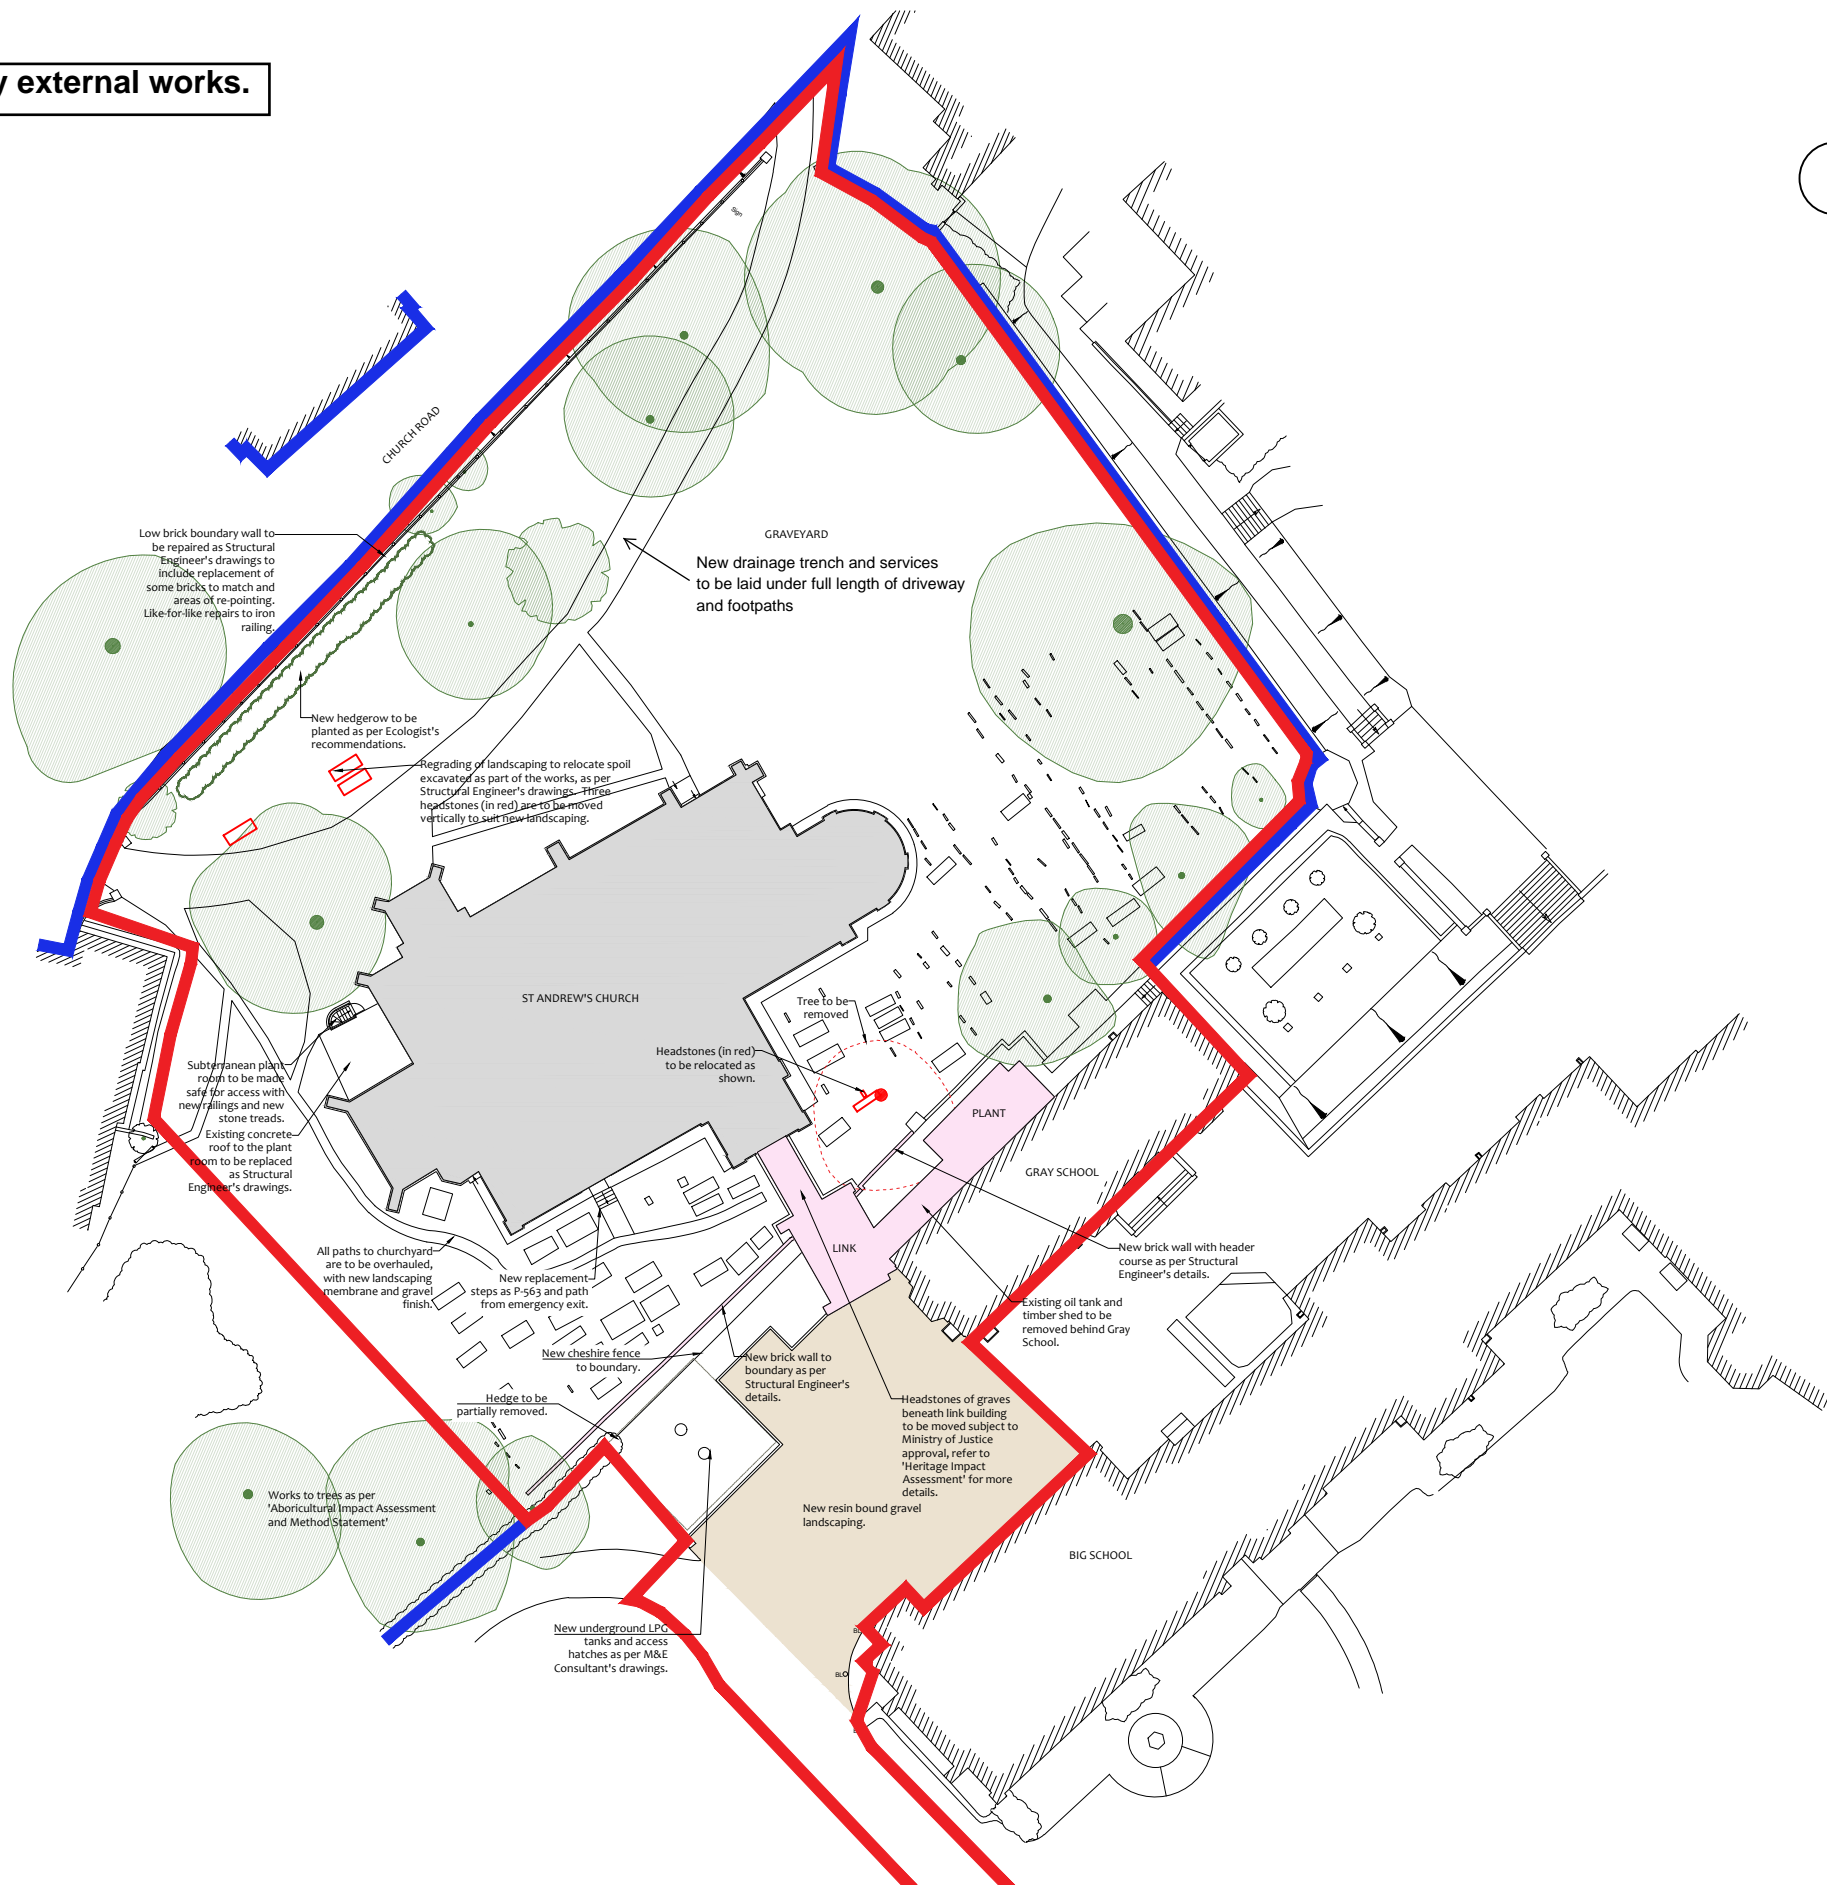 y external works.
Sign
CHURCH ROAD
Low brick boundary wall to
be repaired as Structural
Engineer's drawings to
include replacement of
some bricks to match and
areas of re-pointing.
Like-for-like repairs to iron
railing.
GRAVEYARD
New drainage trench and services
to be laid under full length of driveway
and footpaths
New hedgerow to be
planted as per Ecologist's
recommendations.
Regrading of landscaping to relocate spoil
excavated as part of the works, as per
Structural Engineer's drawings. Three
headstones (in red) are to be moved
vertically to suit new landscaping.
ST ANDREW'S CHURCH
Tree to be
removed
Headstones (in red)
to be relocated as
shown.
Subterranean plant
room to be made
safe for access with
new railings and new
stone treads.
Existing concrete
roof to the plant
room to be replaced
as Structural
Engineer's drawings.
PLANT
GRAY SCHOOL
LINK
All paths to churchyard
are to be overhauled,
with new landscaping
membrane and gravel
finish.
New replacement
steps as P-563 and path
from emergency exit.
New brick wall with header
course as per Structural
Engineer's details.
Existing oil tank and
timber shed to be
removed behind Gray
School.
New cheshire fence
to boundary.
New brick wall to
boundary as per
Structural Engineer's
details.
Hedge to be
partially removed.
Headstones of graves
beneath link building
to be moved subject to
Ministry of Justice
approval, refer to
'Heritage Impact
Assessment' for more
details.
Works to trees as per
'Aboricultural Impact Assessment
and Method Statement'
New resin bound gravel
landscaping.
BIG SCHOOL
New underground LPG
tanks and access
hatches as per M&E
Consultant's drawings.
BL